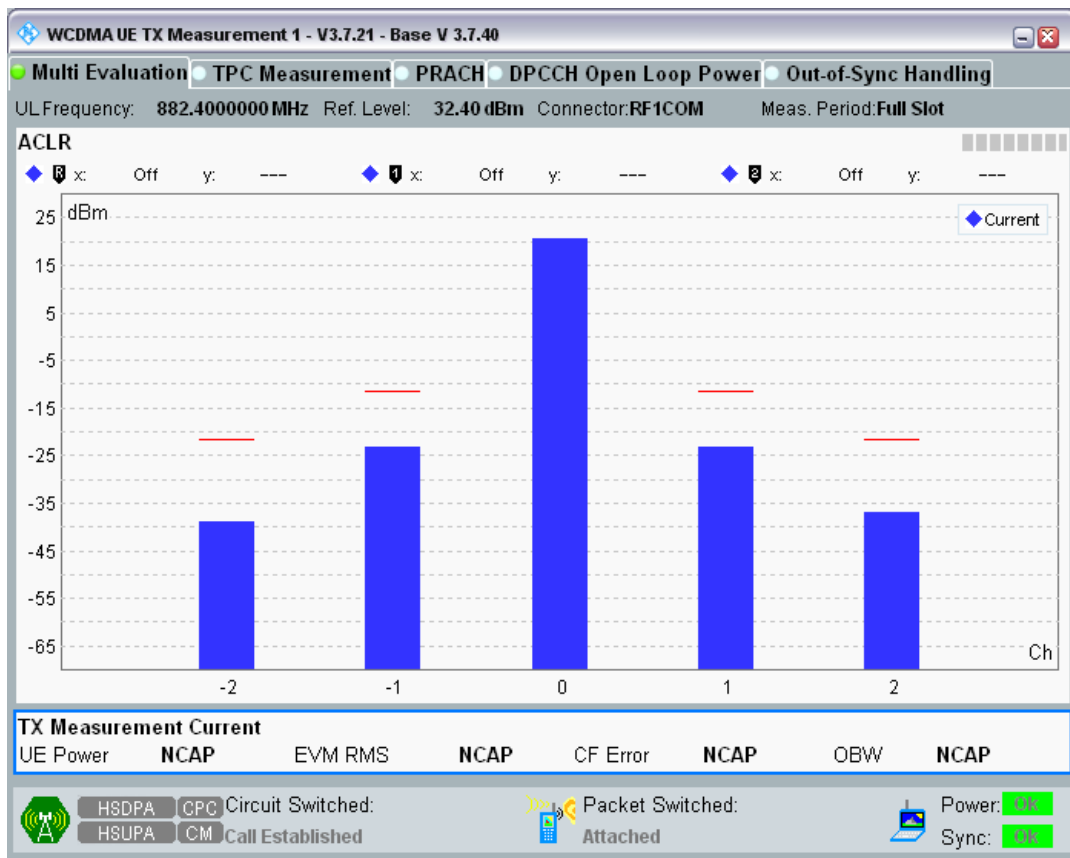 WCDMA UE TX Measurement 1 - V3.7.21 - Base V 3.7.40
Multi Evaluation TPC Measurement PRACH DPCCH Open Loop Power Out-of-Sync Handling
UL Frequency: 882.4000000 MHz Ref. Level: 32.40 dBm Connector: RF1COM Meas. Period: Full Slot
ACLR
R x: Off y: --- 1 x: Off y: --- 2 x: Off y: ---
dBm
Current
25
15
5
-5
-15
-25
-35
-45
-55
-65
Ch
-2 -1 0 1 2
TX Measurement Current
UE Power NCAP EVM RMS NCAP CF Error NCAP OBW NCAP
HSDPA CPC Circuit Switched: Packet Switched: Power: Ok
HSUPA CM Call Established Attached Sync: Ok